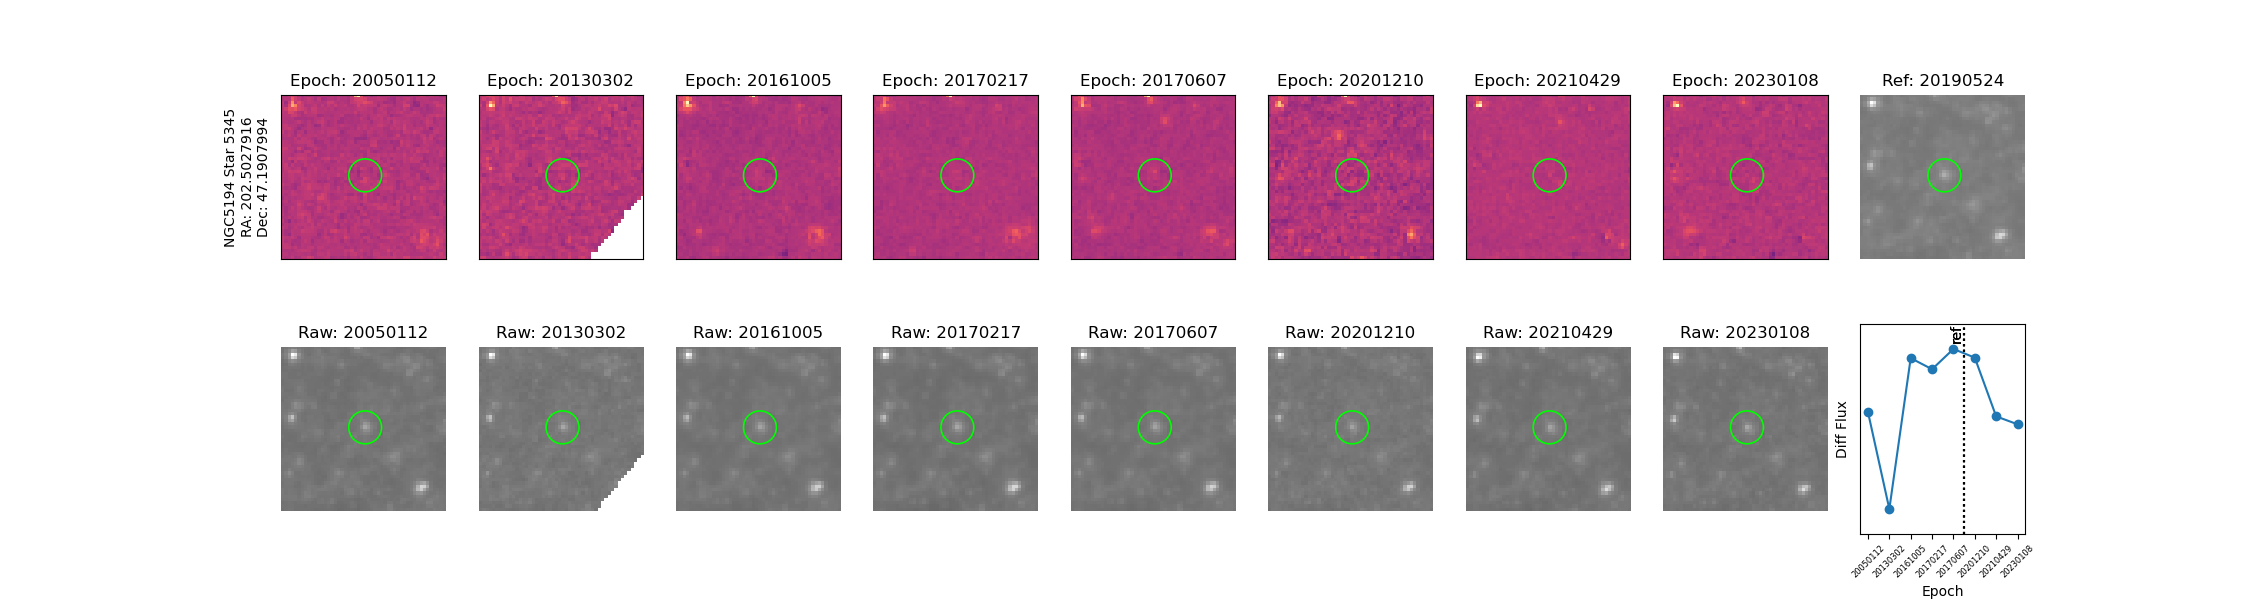 NGC5194 Star 5345
RA: 202.5027916
Dec: 47.1907994
Epoch: 20050112
Epoch: 20130302
Epoch: 20161005
Epoch: 20170217
Epoch: 20170607
Epoch: 20201210
Epoch: 20210429
Epoch: 20230108
Ref: 20190524
Raw: 20050112
Raw: 20130302
Raw: 20161005
Raw: 20170217
Raw: 20170607
Raw: 20201210
Raw: 20210429
Raw: 20230108
ref
Diff Flux
20050112
20130302
20161005
20170217
20170607
20201210
20210429
20230108
Epoch